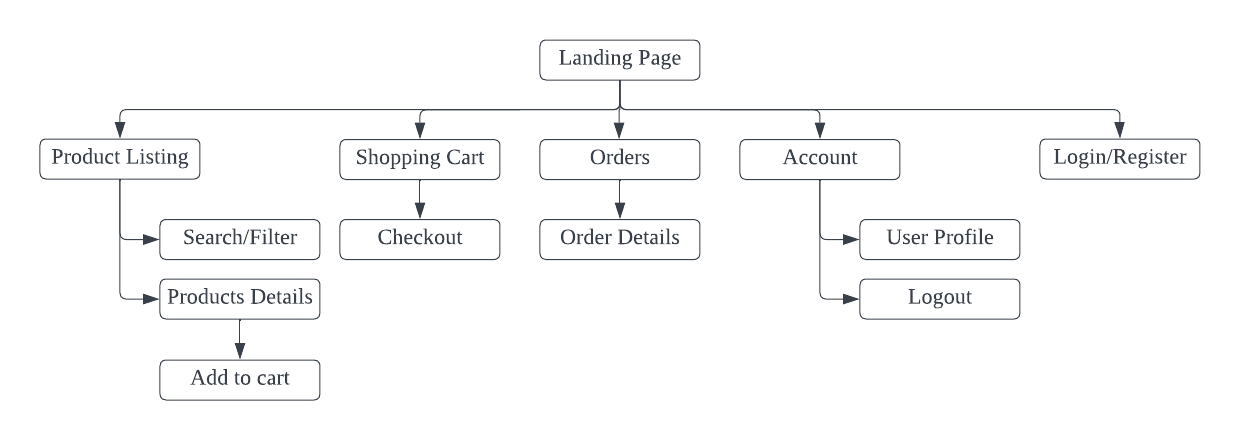 Landing Page
Product Listing
Shopping Cart
Orders
Account
Login/Register
Search/Filter
Checkout
Order Details
User Profile
Products Details
Logout
Add to cart